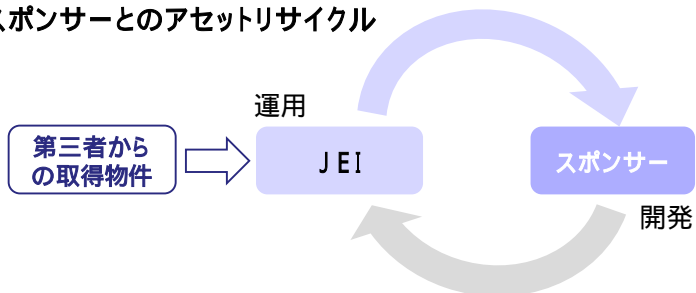 スポンサーとのアセットリサイクル
運用
第三者から
の取得物件
JEI
スポンサー
開発